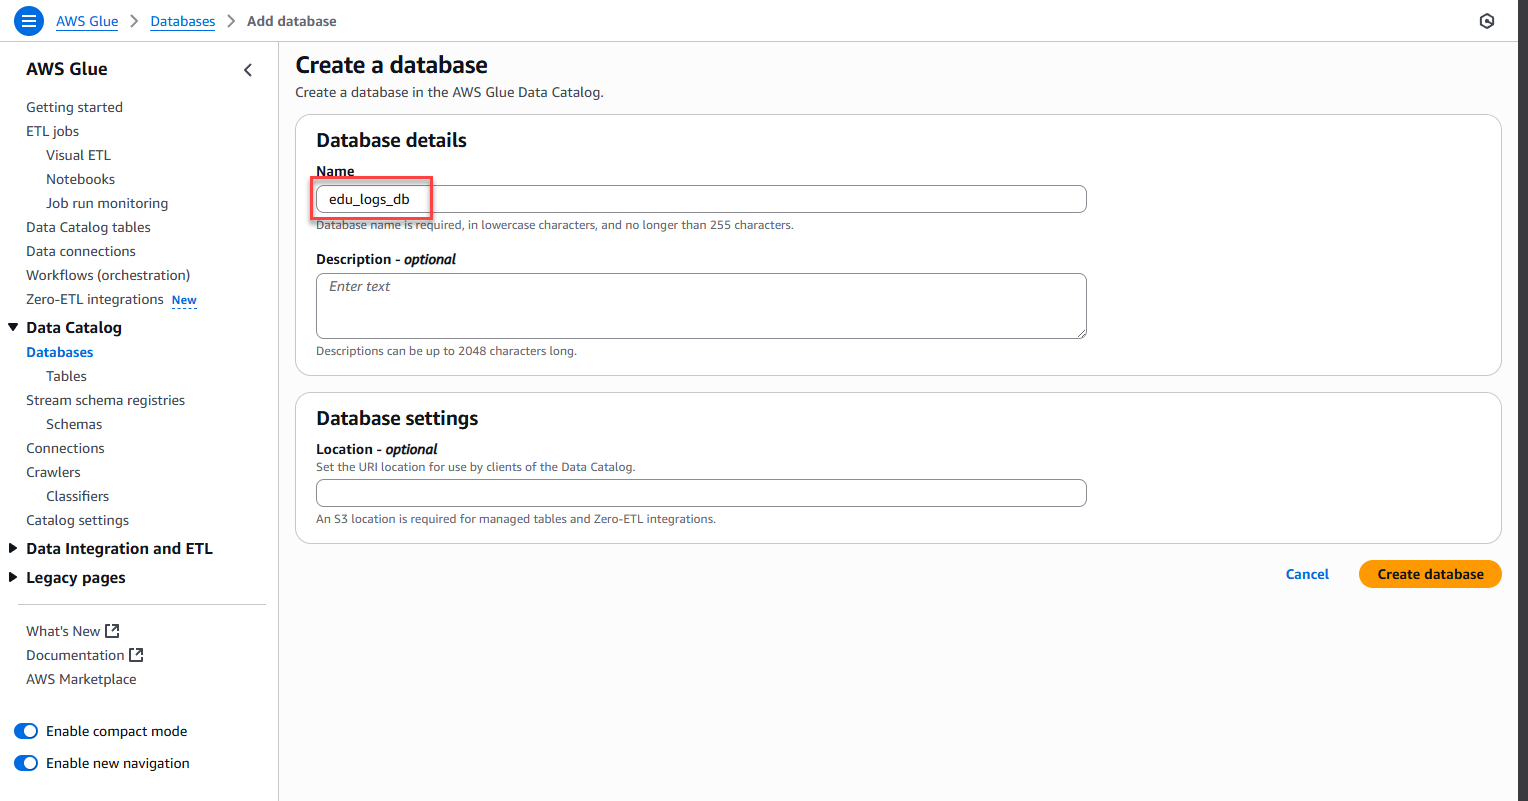 AWS Glue > Databases > Add database
AWS Glue
Getting started
ETL jobs
Visual ETL
Notebooks
Job run monitoring
Data Catalog tables
Data connections
Workflows (orchestration)
Zero-ETL integrations New
Data Catalog
Databases
Tables
Stream schema registries
Schemas
Connections
Crawlers
Classifiers
Catalog settings
Data Integration and ETL
Legacy pages
What's New
Documentation
AWS Marketplace
Enable compact mode
Enable new navigation
Create a database
Create a database in the AWS Glue Data Catalog.
Database details
Name
edu_logs_db
Database name is required, in lowercase characters, and no longer than 255 characters.
Description - optional
Enter text
Descriptions can be up to 2048 characters long.
Database settings
Location - optional
Set the URI location for use by clients of the Data Catalog.
An S3 location is required for managed tables and Zero-ETL integrations.
Cancel
Create database